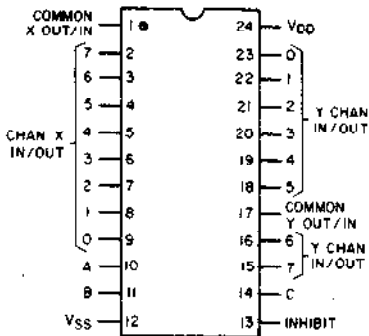 COMMON
X OUT/IN
1
24
VDD
7
2
23
0
6
3
22
1
5
4
21
2
Y CHAN
IN/OUT
4
5
20
3
CHAN X
IN/OUT
3
6
19
4
2
7
18
5
1
8
17
COMMON
Y OUT/IN
0
9
16
6
Y CHAN
IN/OUT
A
10
15
7
B
11
14
C
VSS
12
13
INHIBIT